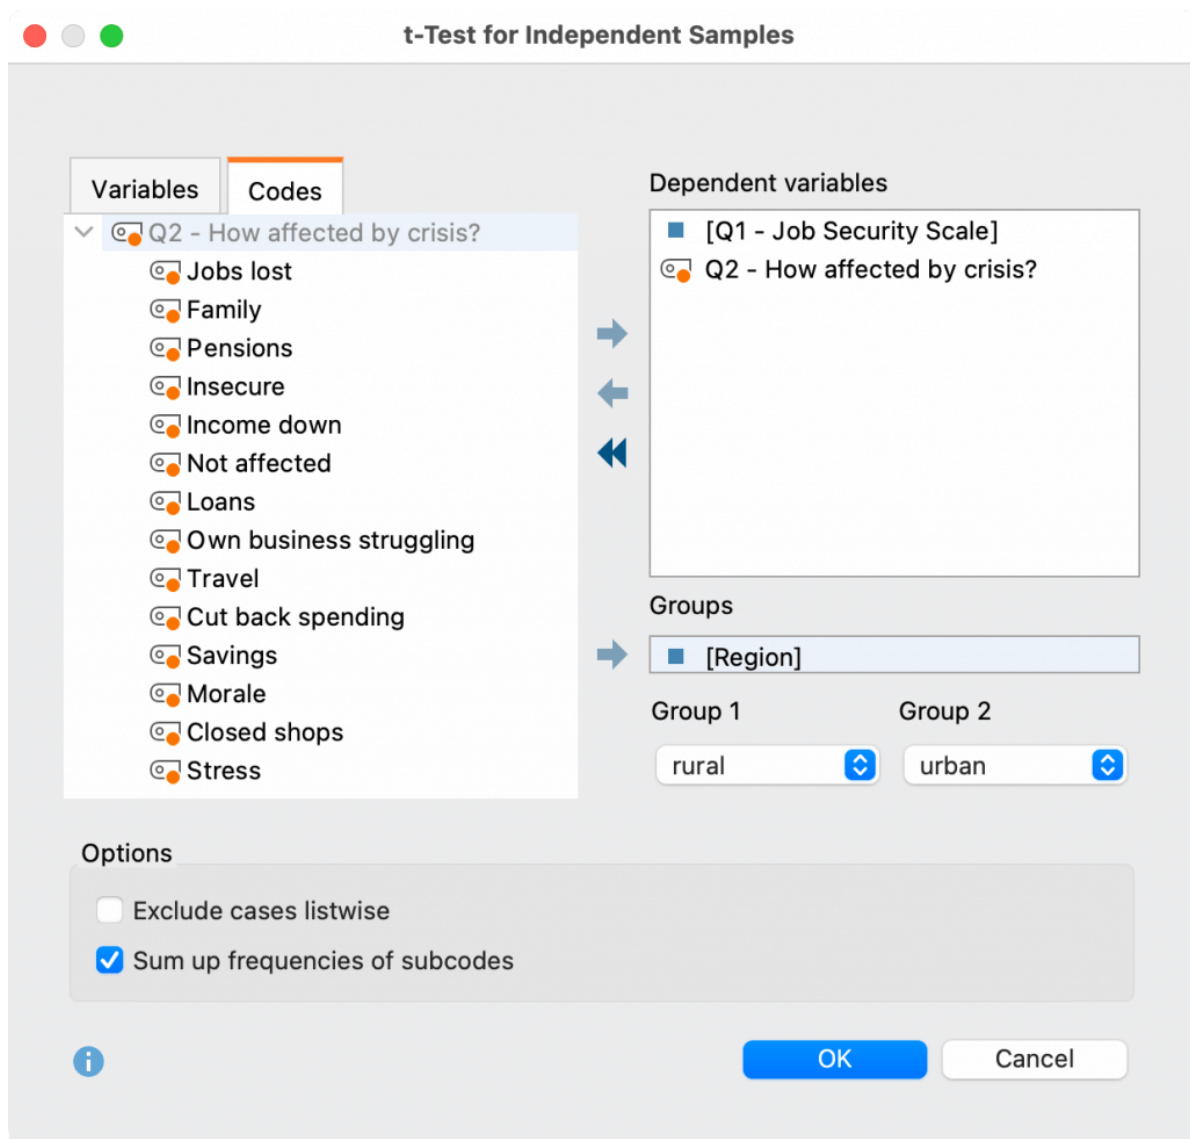 t-Test for Independent Samples
Variables
Codes
Q2 - How affected by crisis?
Jobs lost
Family
Pensions
Insecure
Income down
Not affected
Loans
Own business struggling
Travel
Cut back spending
Savings
Morale
Closed shops
Stress
Dependent variables
[Q1 - Job Security Scale]
Q2 - How affected by crisis?
Groups
[Region]
Group 1
Group 2
rural
urban
Options
Exclude cases listwise
Sum up frequencies of subcodes
OK
Cancel